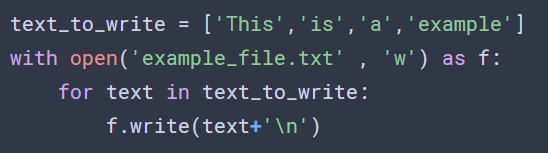 text_to_write = ['This','is','a','example']
with open('example_file.txt' , 'w') as f:
    for text in text_to_write:
        f.write(text+'\n')